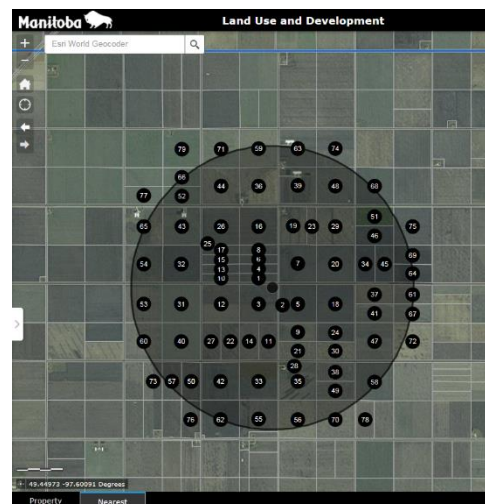 Manitoba
Land Use and Development
Esri World Geocoder
79 71 59 63 74
66
77 52 44 36 39 48 68
51
65 43 26 16 19 23 29 46 75
25
17 8
54 32 15 6 7 20 34 45 69
13 4 64
10 1
53 31 12 3 2 5 18 37 61
41 67
9 24
60 40 27 22 14 11 47 72
21 30
28
38
73 57 50 42 33 35 58
49
76 62 55 56 70 78
49.44973 -97.60091 Degrees
Property Nearest